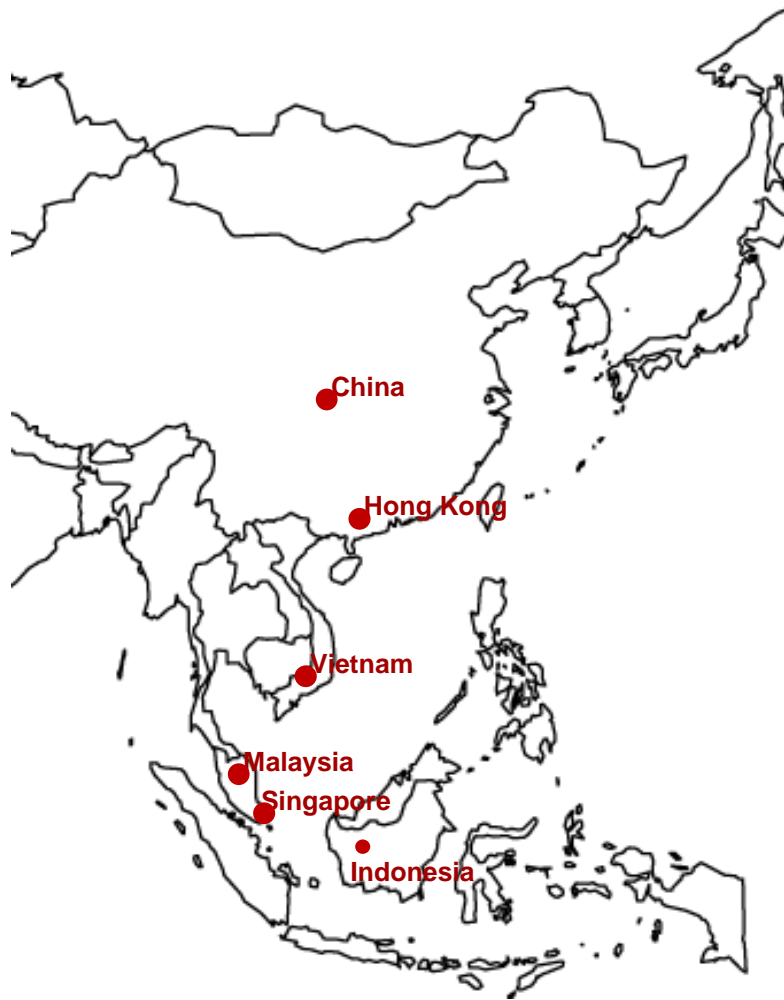 China
Hong Kong
Vietnam
Malaysia
Singapore
Indonesia